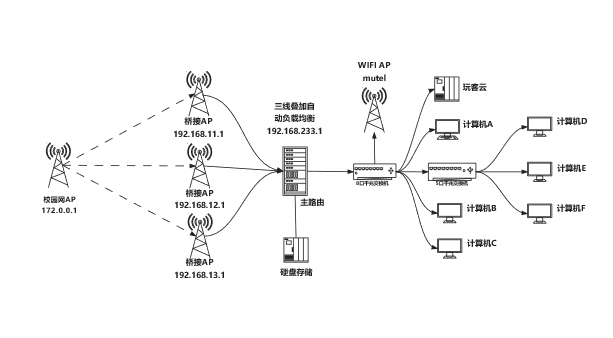 校园网AP
172.0.0.1
桥接AP
192.168.11.1
桥接AP
192.168.12.1
桥接AP
192.168.13.1
三线叠加自
动负载均衡
192.168.233.1
主路由
硬盘存储
WIFI AP
mutel
8口千兆交换机
玩客云
计算机A
5口千兆交换机
计算机B
计算机C
计算机D
计算机E
计算机F